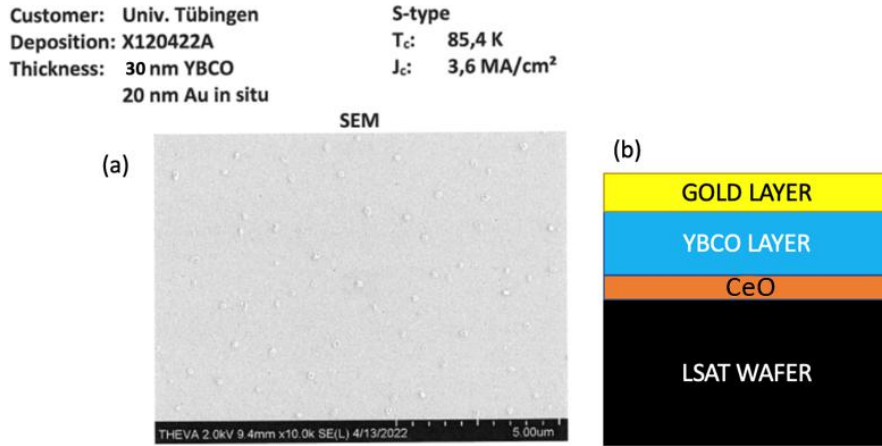 Customer: Univ. Tübingen S-type
Deposition: X120422A Tc: 85,4 K
Thickness: 30 nm YBCO Jc: 3,6 MA/cm²
20 nm Au in situ
SEM
(a)
(b)
GOLD LAYER
YBCO LAYER
CeO
LSAT WAFER
THEVA 2.0kV 9.4mm x10.0k SE(L) 4/13/2022 5.00um